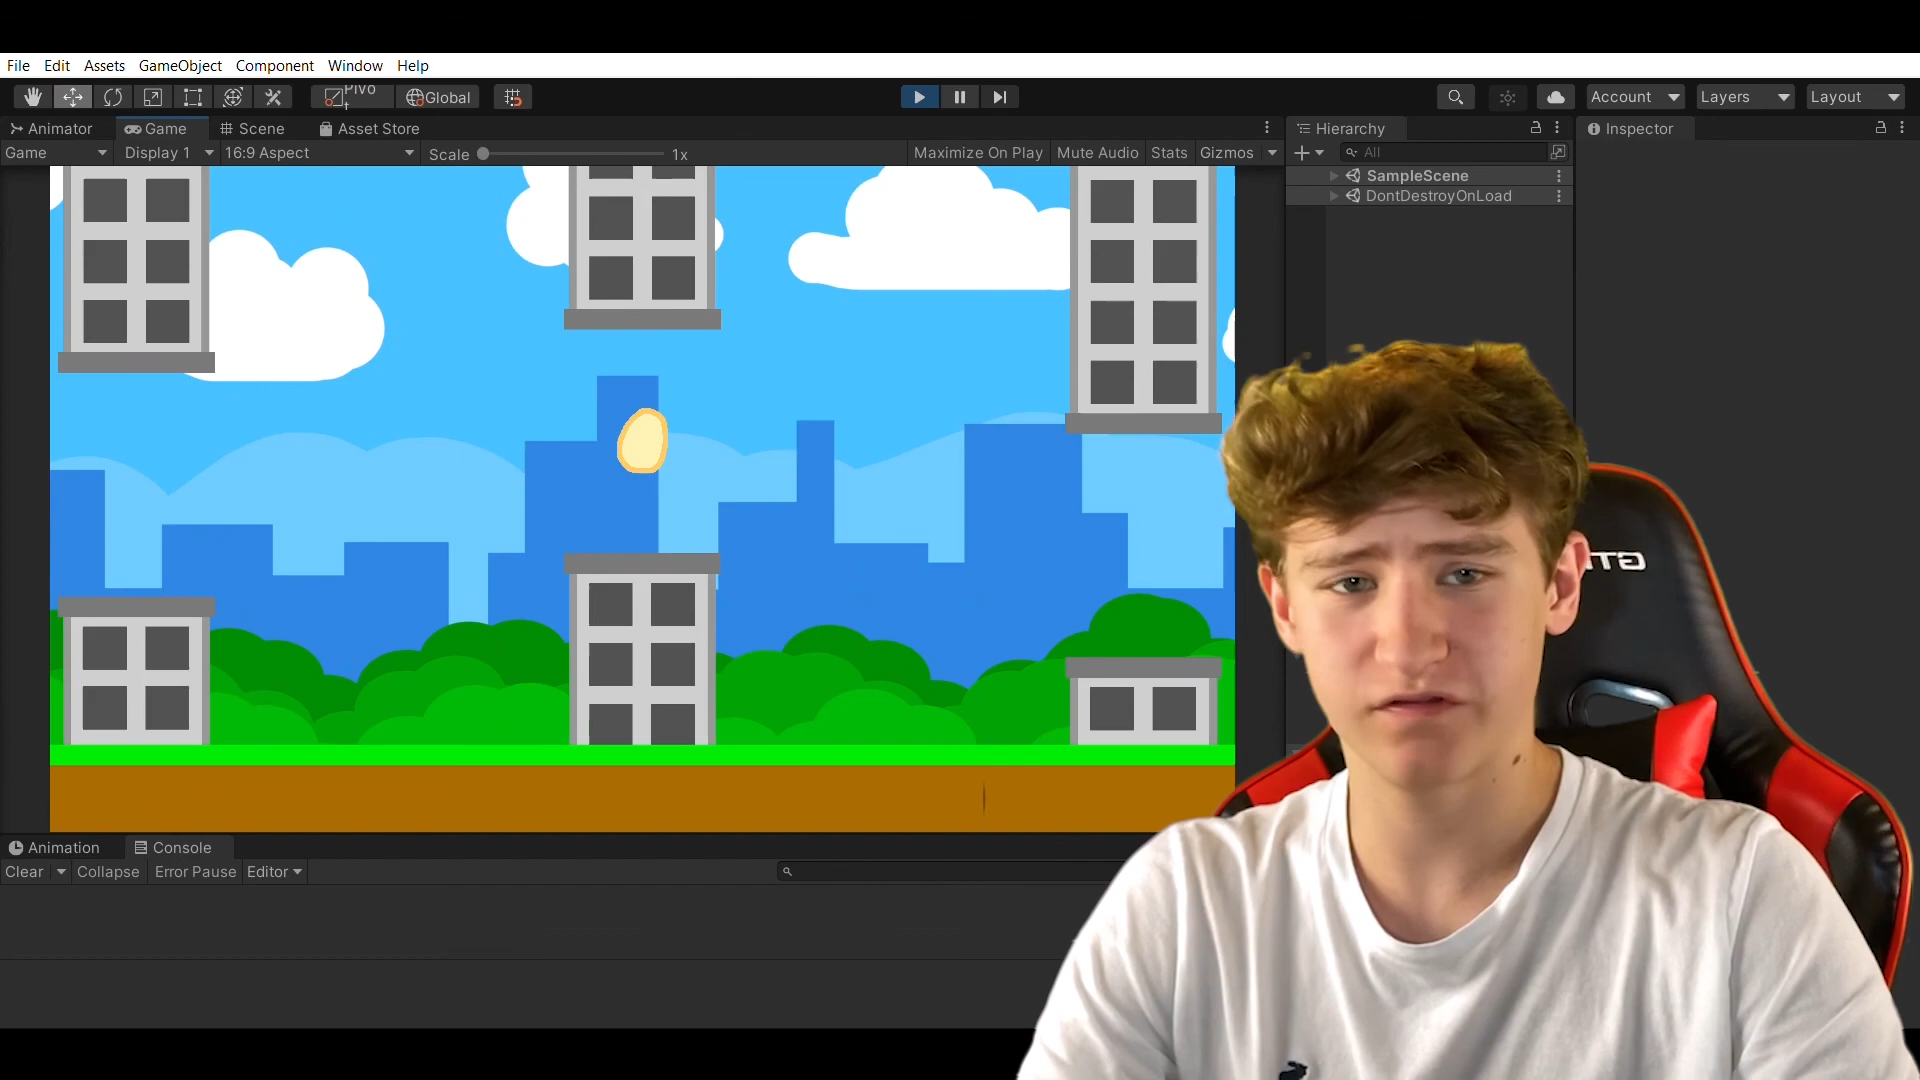 File Edit Assets GameObject Component Window Help
Pivot Global Account Layers Layout
Animator Game Scene Asset Store Hierarchy Inspector
Game Display 1 16:9 Aspect Scale 1x Maximize On Play Mute Audio Stats Gizmos All
SampleScene
DontDestroyOnLoad
GTR
Animation Console
Clear Collapse Error Pause Editor